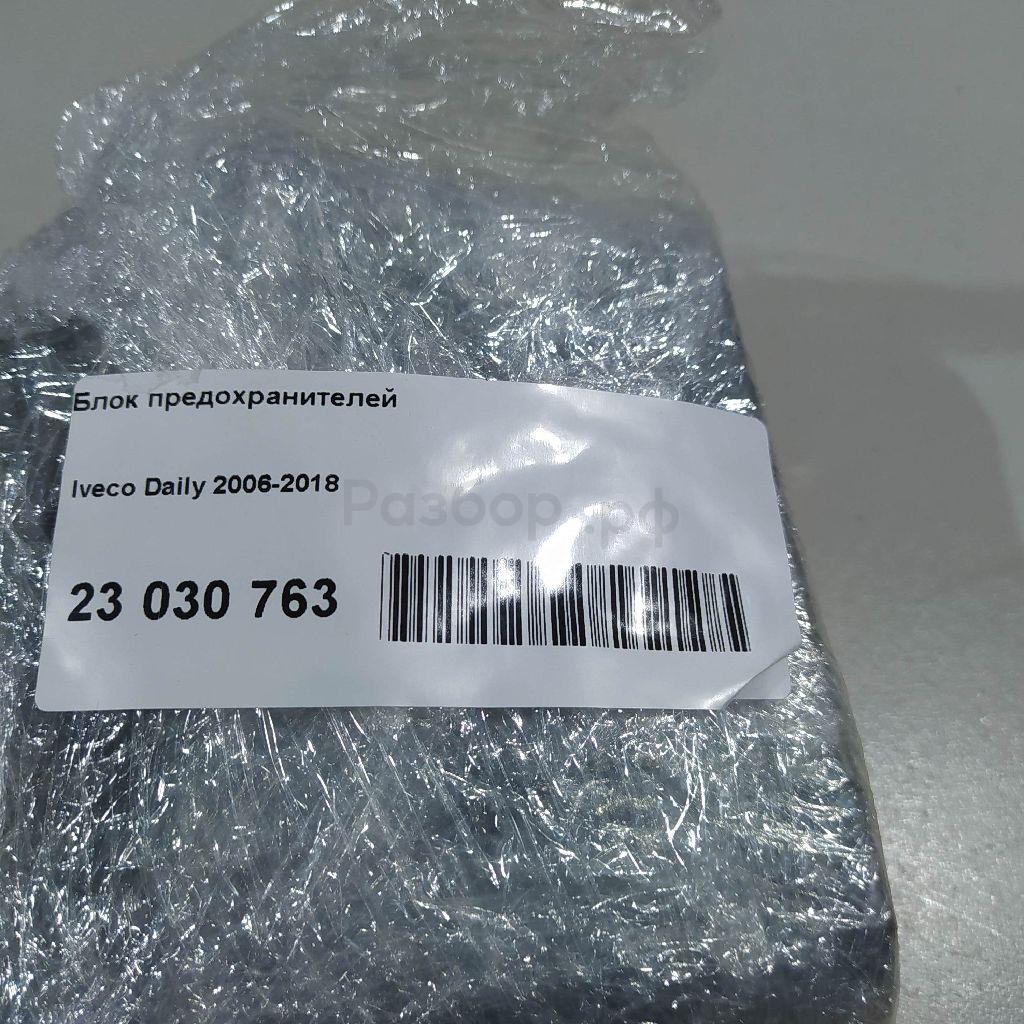 Блок предохранителей
Iveco Daily 2006-2018
Разбор.рф
23 030 763